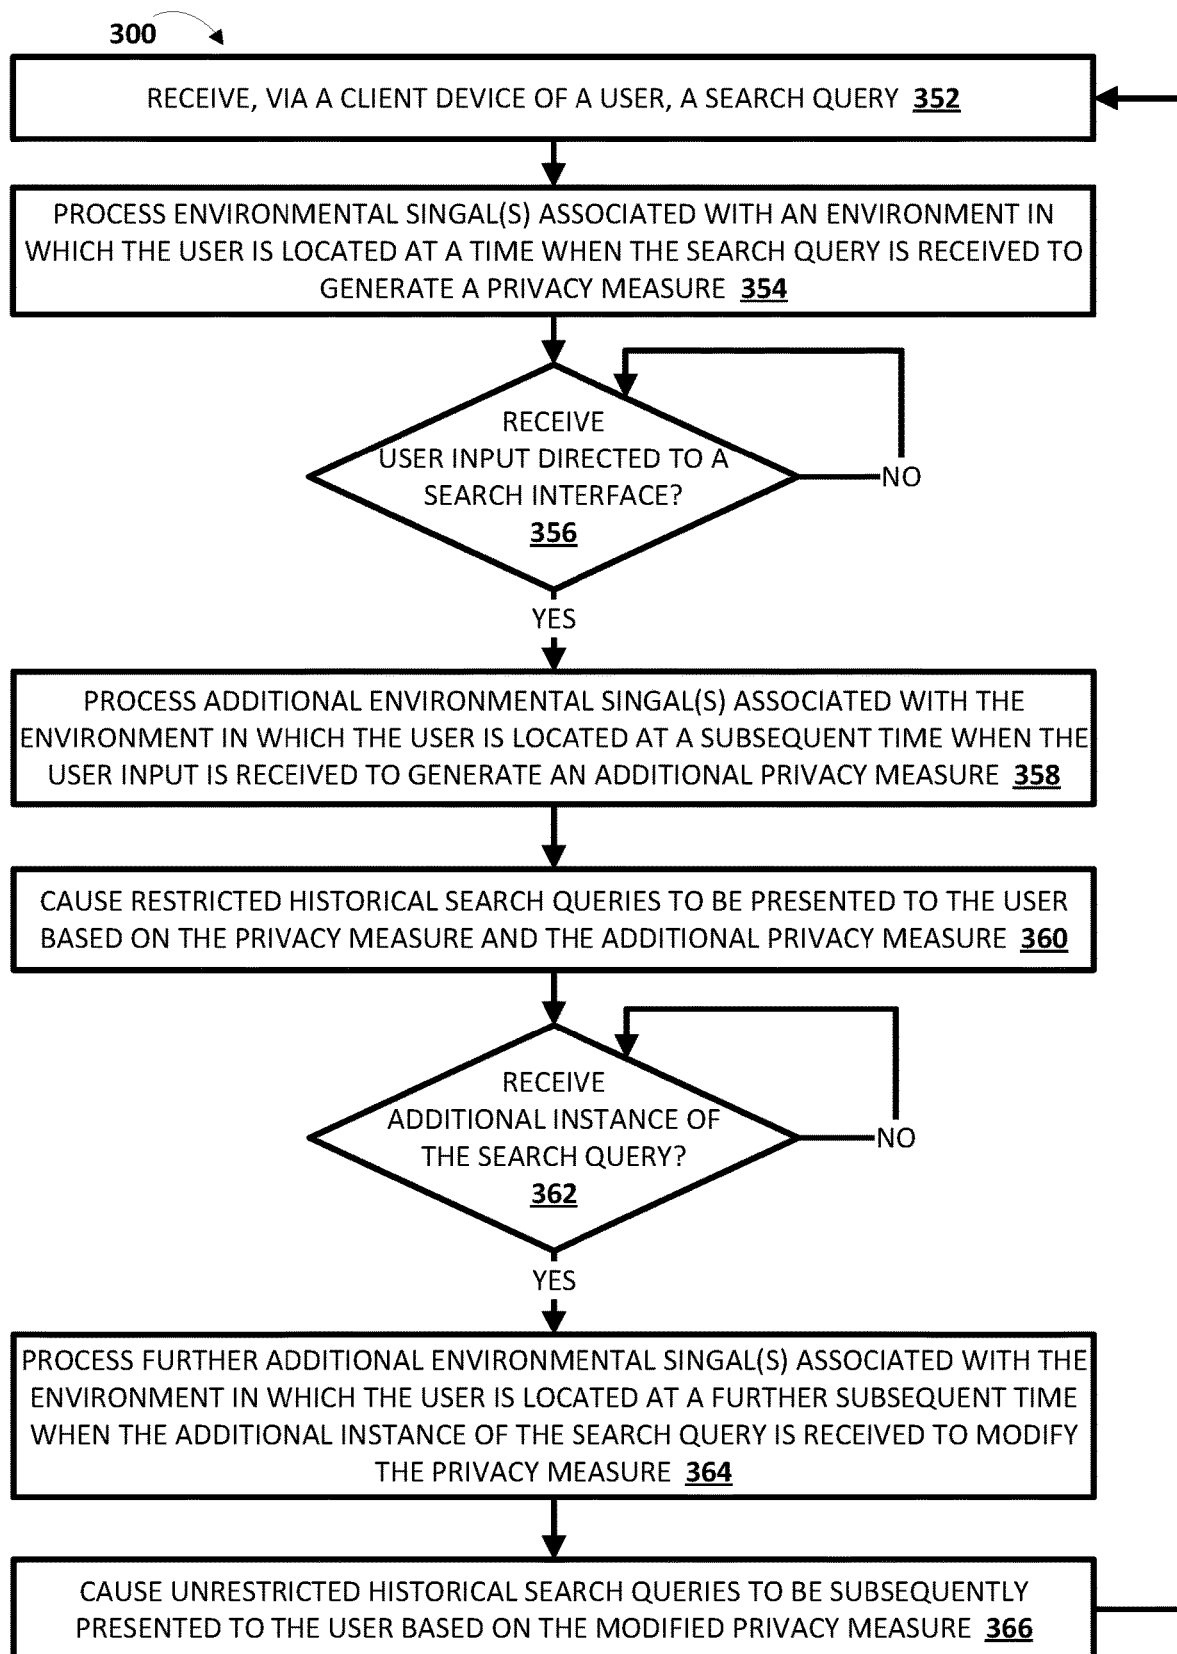 300
RECEIVE, VIA A CLIENT DEVICE OF A USER, A SEARCH QUERY 352
PROCESS ENVIRONMENTAL SINGAL(S) ASSOCIATED WITH AN ENVIRONMENT IN
WHICH THE USER IS LOCATED AT A TIME WHEN THE SEARCH QUERY IS RECEIVED TO
GENERATE A PRIVACY MEASURE 354
RECEIVE
USER INPUT DIRECTED TO A
SEARCH INTERFACE?
356
NO
YES
PROCESS ADDITIONAL ENVIRONMENTAL SINGAL(S) ASSOCIATED WITH THE
ENVIRONMENT IN WHICH THE USER IS LOCATED AT A SUBSEQUENT TIME WHEN THE
USER INPUT IS RECEIVED TO GENERATE AN ADDITIONAL PRIVACY MEASURE 358
CAUSE RESTRICTED HISTORICAL SEARCH QUERIES TO BE PRESENTED TO THE USER
BASED ON THE PRIVACY MEASURE AND THE ADDITIONAL PRIVACY MEASURE 360
RECEIVE
ADDITIONAL INSTANCE OF
THE SEARCH QUERY?
362
NO
YES
PROCESS FURTHER ADDITIONAL ENVIRONMENTAL SINGAL(S) ASSOCIATED WITH THE
ENVIRONMENT IN WHICH THE USER IS LOCATED AT A FURTHER SUBSEQUENT TIME
WHEN THE ADDITIONAL INSTANCE OF THE SEARCH QUERY IS RECEIVED TO MODIFY
THE PRIVACY MEASURE 364
CAUSE UNRESTRICTED HISTORICAL SEARCH QUERIES TO BE SUBSEQUENTLY
PRESENTED TO THE USER BASED ON THE MODIFIED PRIVACY MEASURE 366